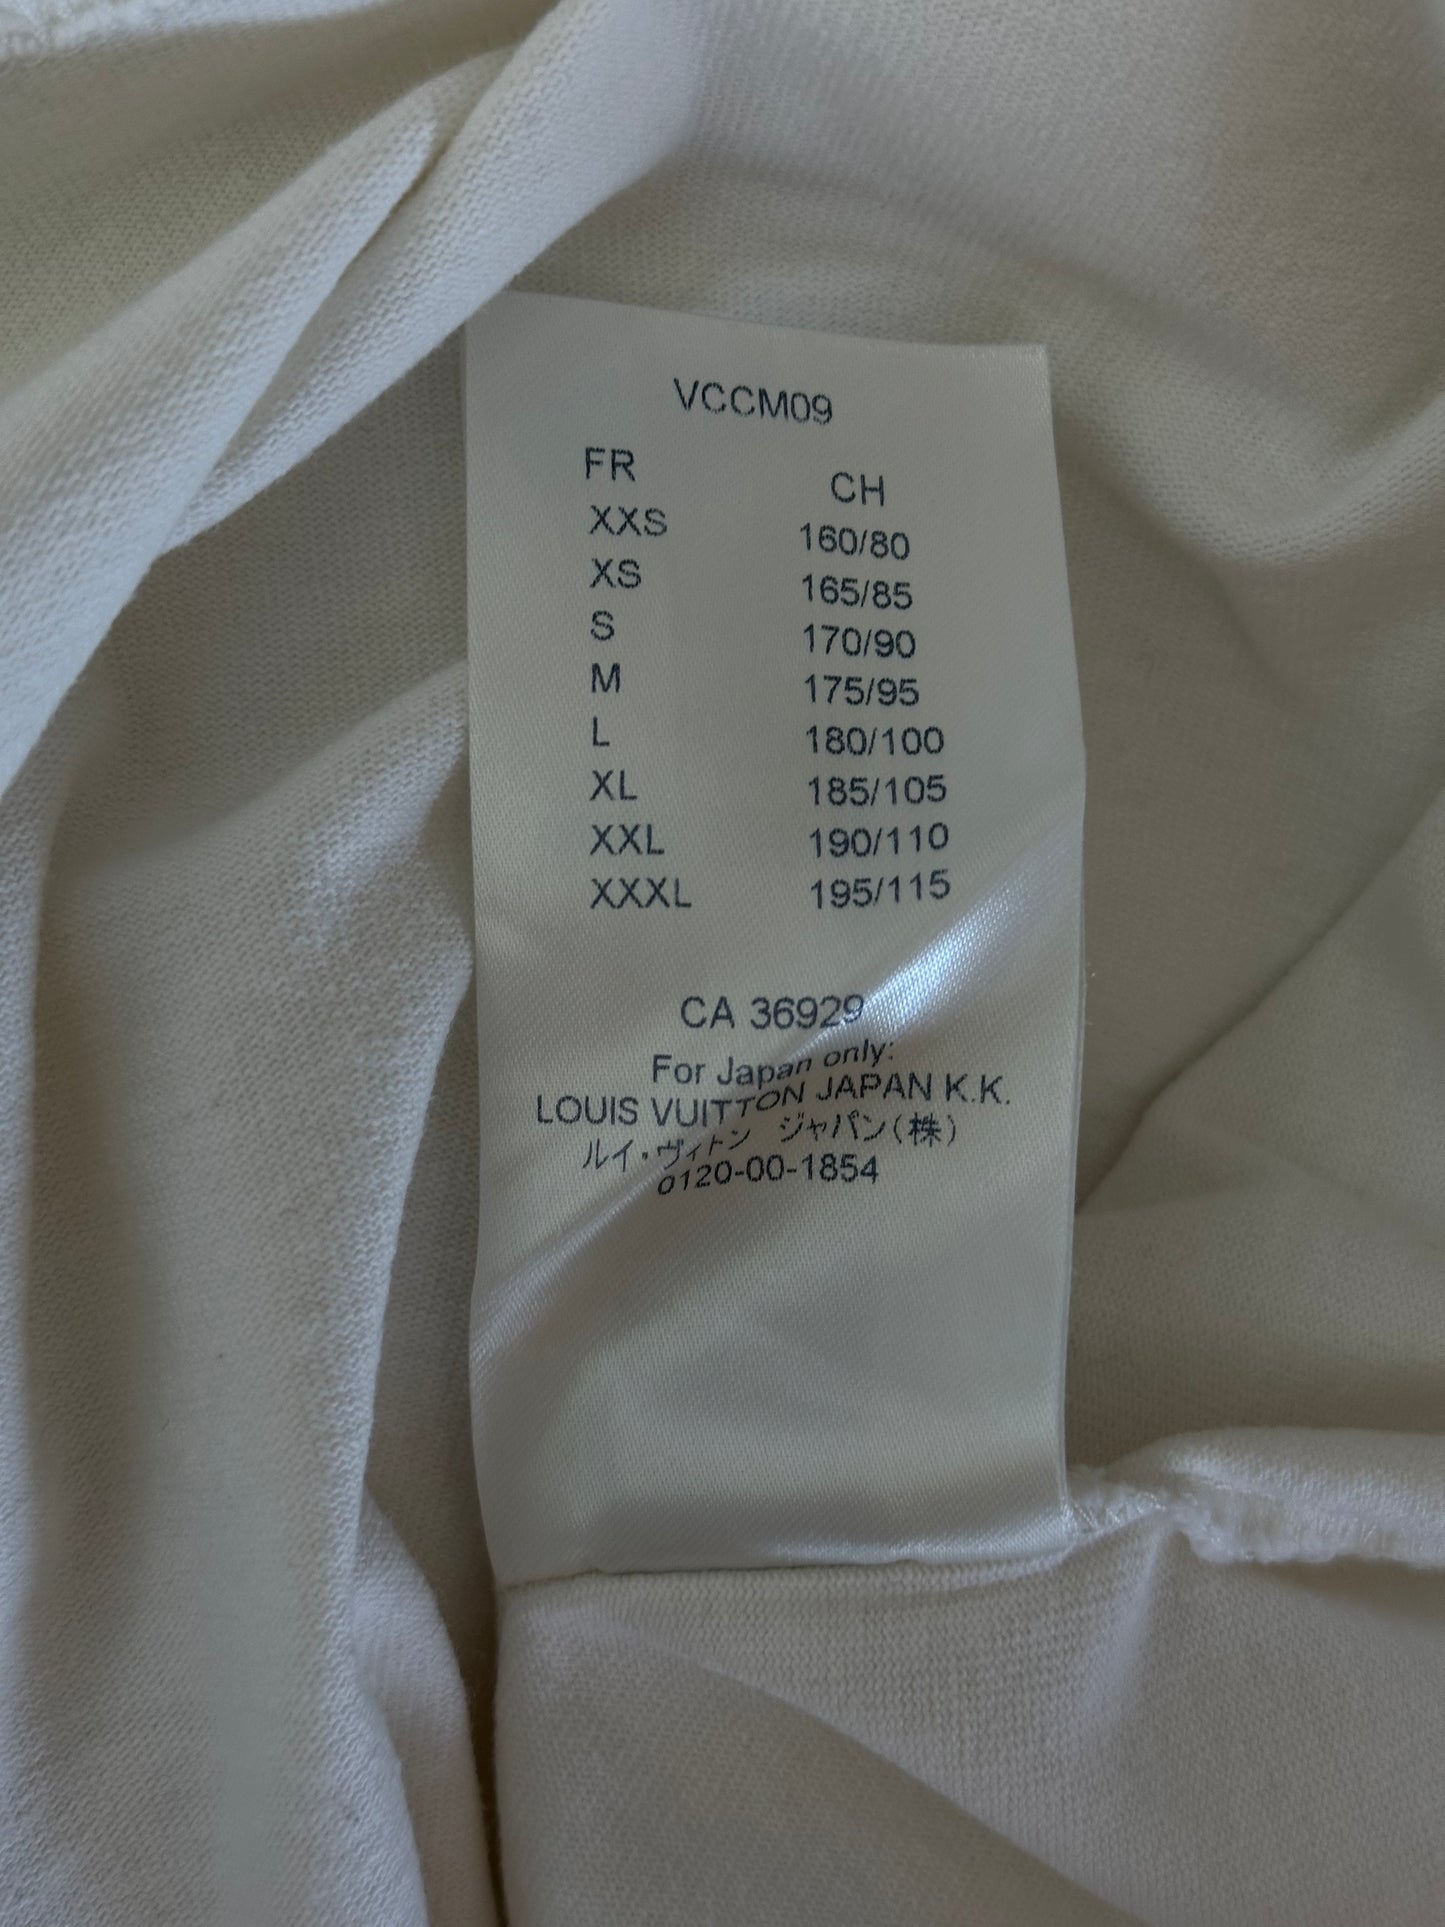 VCCM09
FR CH
XXS 160/80
XS 165/85
S 170/90
M 175/95
L 180/100
XL 185/105
XXL 190/110
XXXL 195/115
CA 36929
For Japan only:
LOUIS VUITTON JAPAN K.K.
ルイ・ヴィトン ジャパン(株)
0120-00-1854